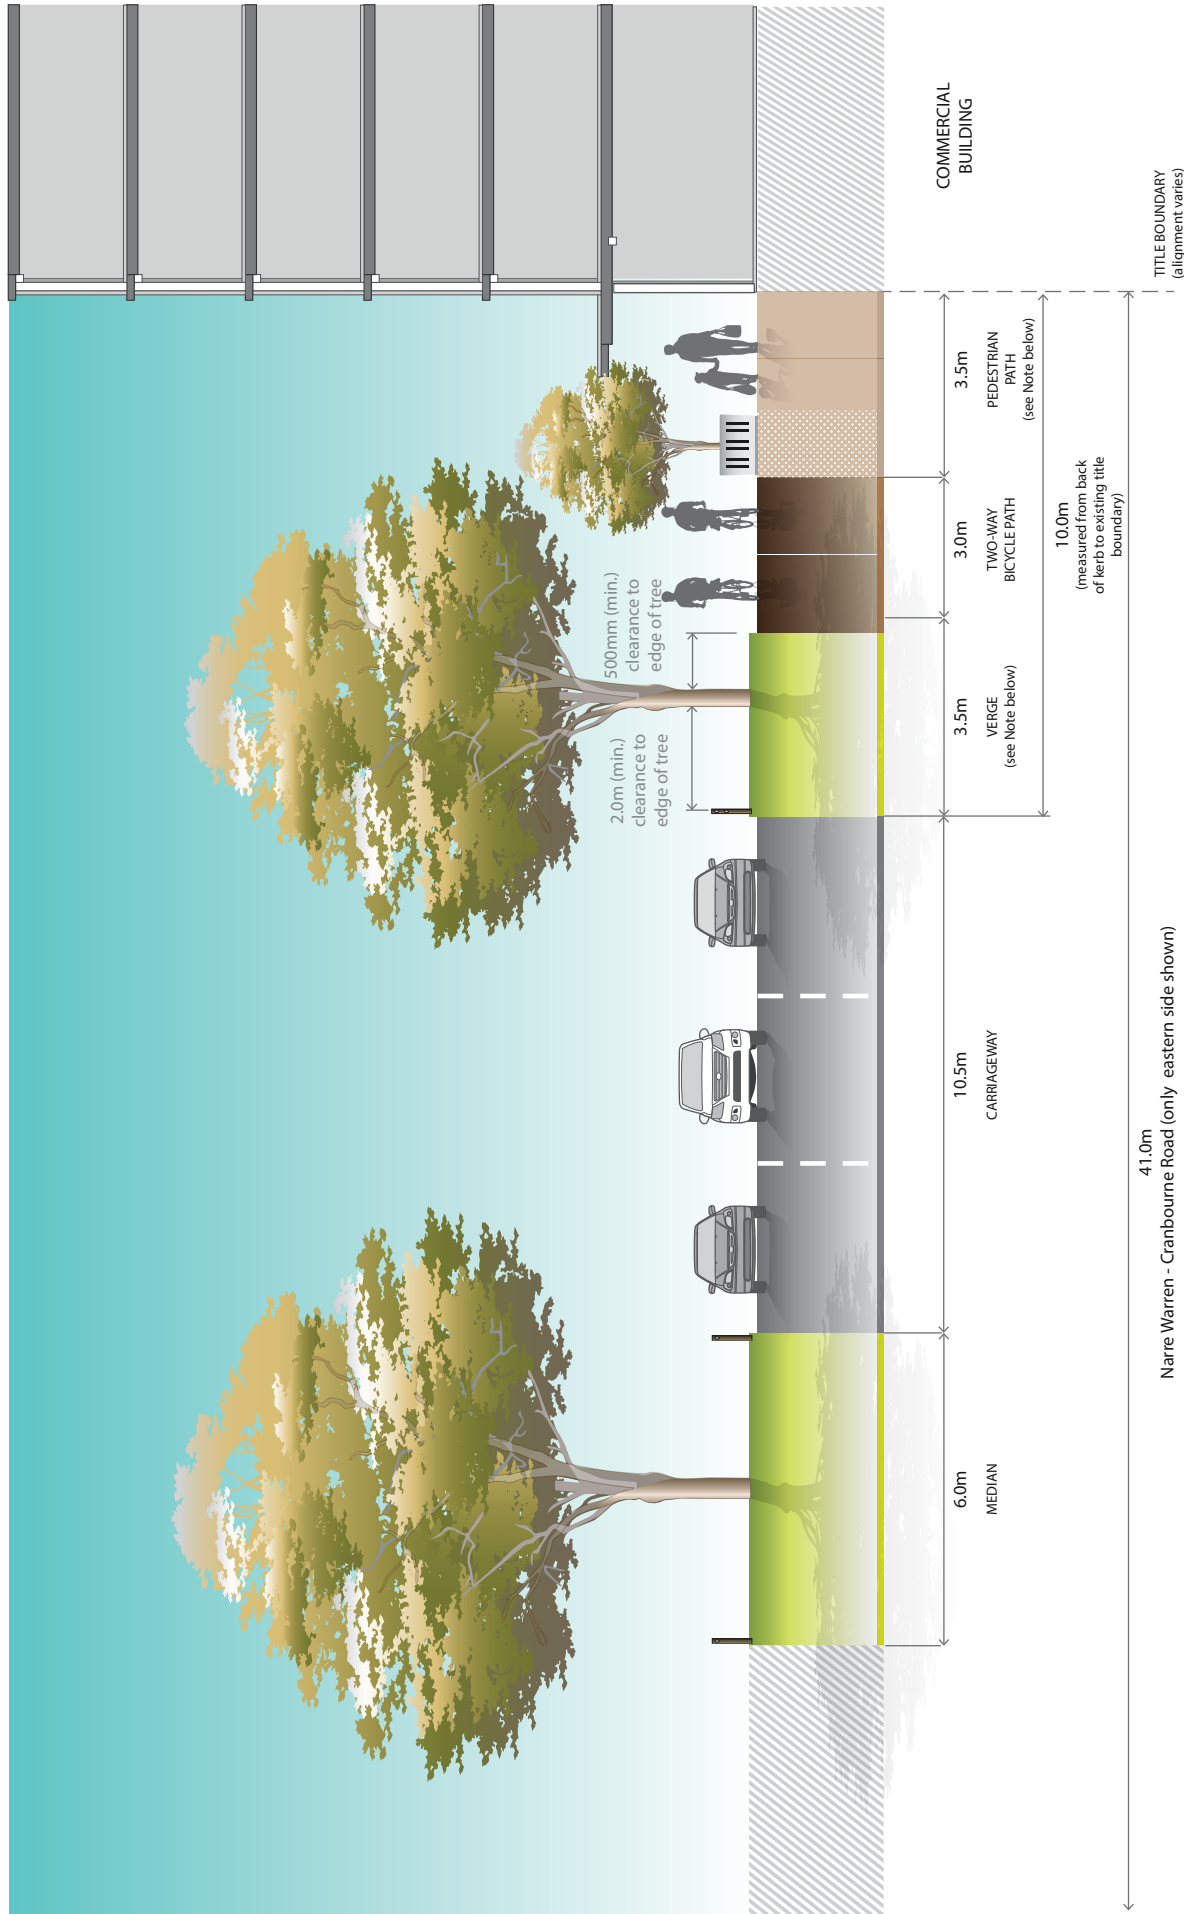 500mm (min.)
clearance to
edge of tree
2.0m (min.)
clearance to
edge of tree
COMMERCIAL
BUILDING
6.0m
MEDIAN
10.5m
CARRIAGEWAY
3.5m
VERGE
(see Note below)
3.0m
TWO-WAY
BICYCLE PATH
3.5m
PEDESTRIAN
PATH
(see Note below)
10.0m
(measured from back
of kerb to existing title
boundary)
TITLE BOUNDARY
(alignment varies)
41.0m
Narre Warren - Cranbourne Road (only eastern side shown)